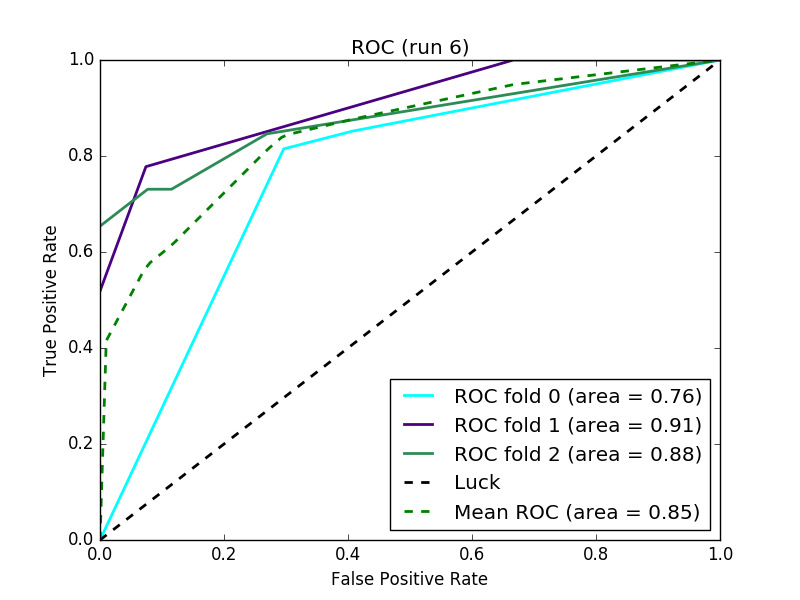 ROC (run 6)
1.0
0.8
0.6
0.4
0.2
0.0
True Positive Rate
ROC fold 0 (area = 0.76)
ROC fold 1 (area = 0.91)
ROC fold 2 (area = 0.88)
Luck
Mean ROC (area = 0.85)
0.0 0.2 0.4 0.6 0.8 1.0
False Positive Rate